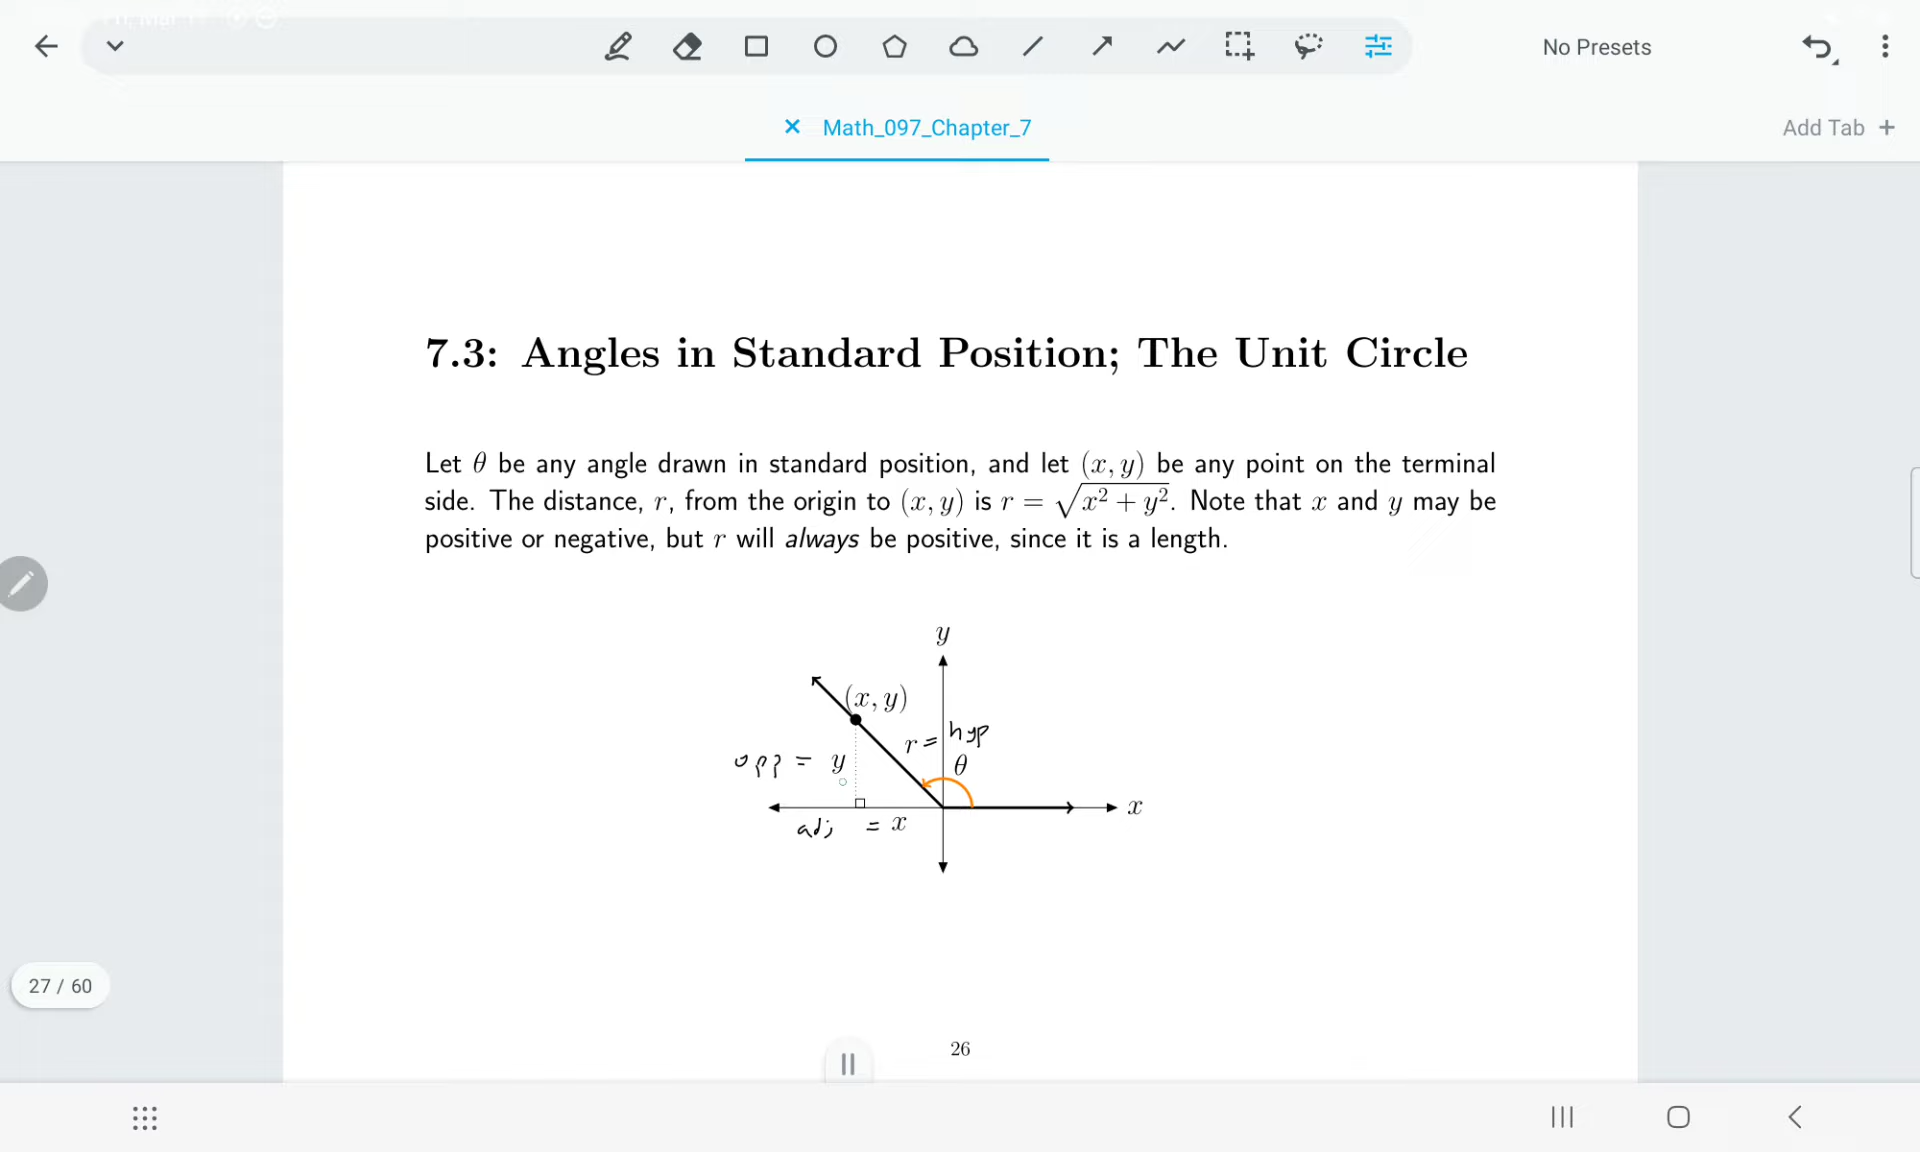 No Presets
Math_097_Chapter_7
Add Tab +
7.3: Angles in Standard Position; The Unit Circle
Let θ be any angle drawn in standard position, and let (x, y) be any point on the terminal
side. The distance, r, from the origin to (x, y) is r = √(x² + y²). Note that x and y may be
positive or negative, but r will always be positive, since it is a length.
y
(x, y)
r = hyp
opp = y
θ
x
adj = x
27 / 60
26